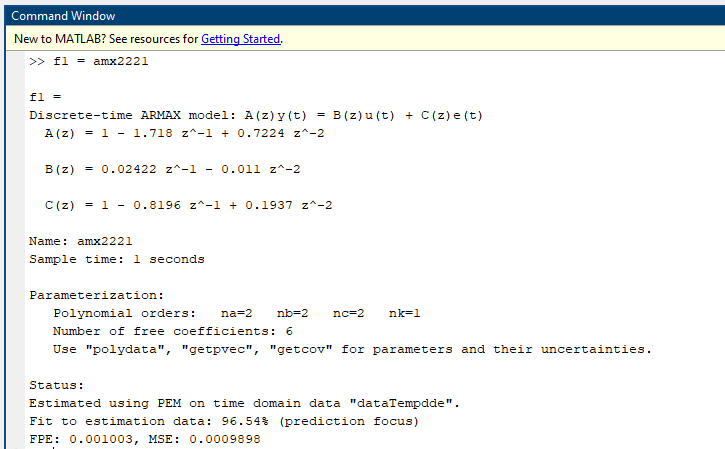 Command Window
New to MATLAB? See resources for Getting Started.
>> f1 = amx2221
f1 =
Discrete-time ARMAX model: A(z)y(t) = B(z)u(t) + C(z)e(t)
A(z) = 1 - 1.718 z^-1 + 0.7224 z^-2
B(z) = 0.02422 z^-1 - 0.011 z^-2
C(z) = 1 - 0.8196 z^-1 + 0.1937 z^-2
Name: amx2221
Sample time: 1 seconds
Parameterization:
Polynomial orders: na=2 nb=2 nc=2 nk=1
Number of free coefficients: 6
Use "polydata", "getpvec", "getcov" for parameters and their uncertainties.
Status:
Estimated using PEM on time domain data "dataTempdde".
Fit to estimation data: 96.54% (prediction focus)
FPE: 0.001003, MSE: 0.0009898